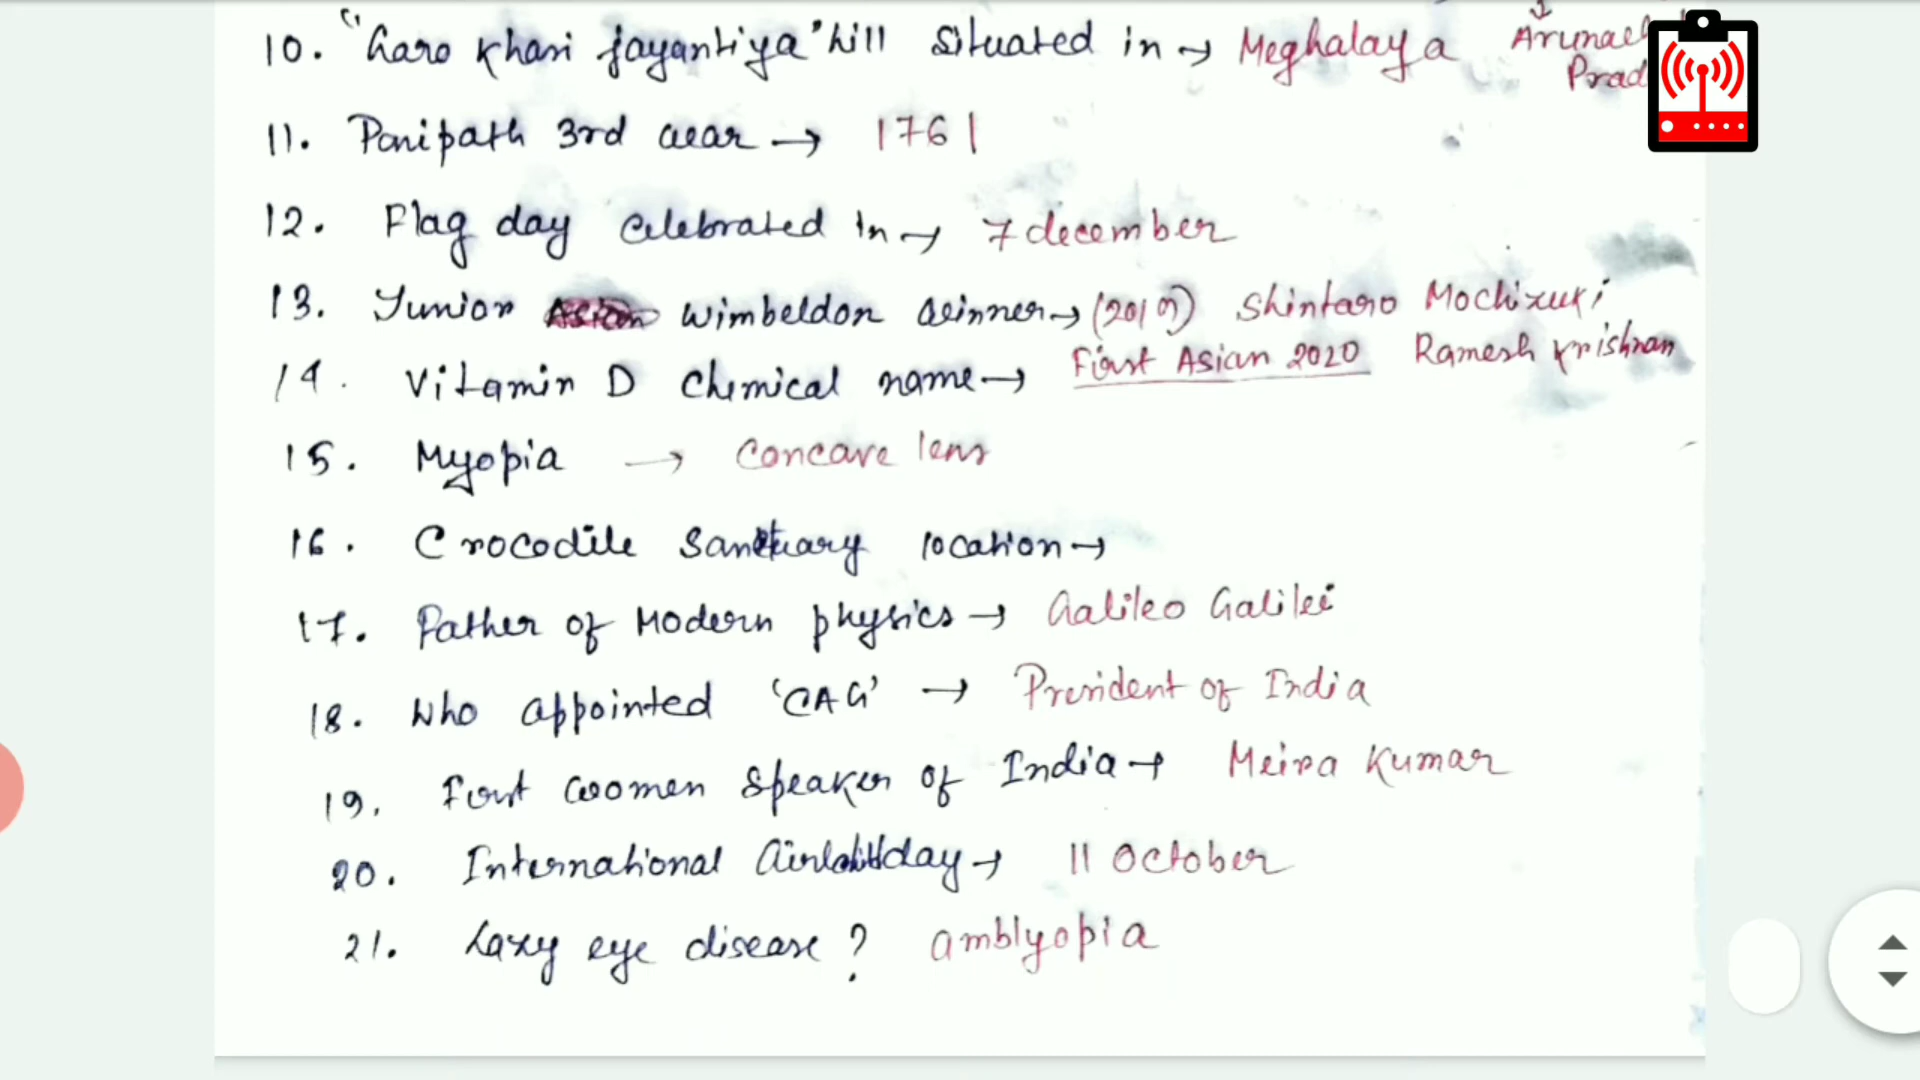 10. "Garo Khasi jayantiya" hill situated in → Meghalaya
11. Panipath 3rd wear → 1761
12. Flag day celebrated in → 7 december
13. Junior Wimbeldon winner → (2019) Shintaro Mochizuki
First Asian 2020 Ramesh Krishnan
14. Vitamin D Chemical name →
15. Myopia → Concave lens
16. Crocodile Sanctuary location →
17. Father of Modern physics → Galileo Galilei
18. Who appointed 'CAG' → President of India
19. First women speaker of India → Meira Kumar
20. International day → 11 October
21. Lazy eye disease ? amblyopia